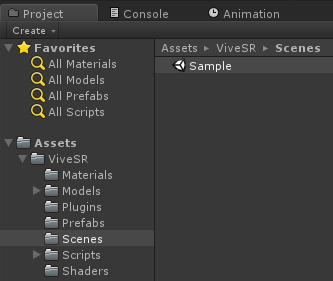 Project
Console
Animation
Create
Favorites
All Materials
All Models
All Prefabs
All Scripts
Assets
ViveSR
Materials
Models
Plugins
Prefabs
Scenes
Scripts
Shaders
Assets ▸ ViveSR ▸ Scenes
Sample